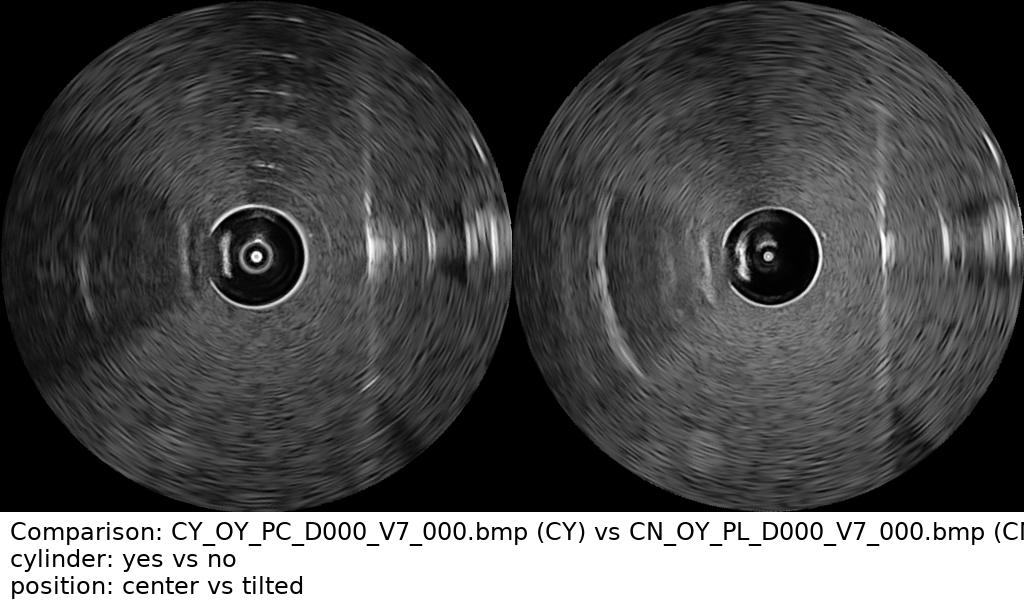 Comparison: CY_OY_PC_D000_V7_000.bmp (CY) vs CN_OY_PL_D000_V7_000.bmp
cylinder: yes vs no
position: center vs tilted